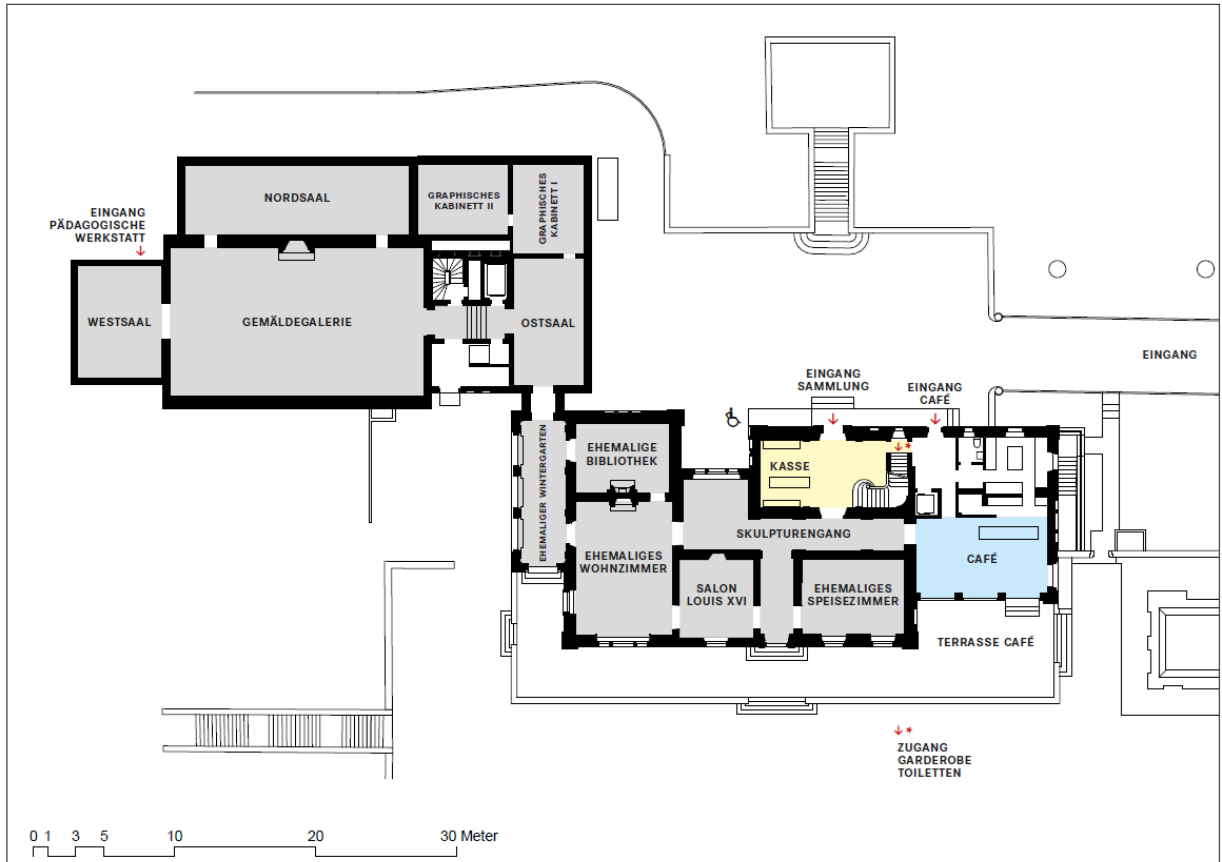 NORDSAAL
GRAPHISCHES
KABINETT II
GRAPHISCHES
KABINETT I
EINGANG
PÄDAGOGISCHE
WERKSTATT
WESTSAAL
GEMÄLDEGALERIE
OSTSAAL
EINGANG
EINGANG
SAMMLUNG
EINGANG
CAFÉ
EHEMALIGER WINTERGARTEN
EHEMALIGE
BIBLIOTHEK
KASSE
*
SKULPTURENGANG
EHEMALIGES
WOHNZIMMER
SALON
LOUIS XVI
EHEMALIGES
SPEISEZIMMER
CAFÉ
TERRASSE CAFÉ
*
ZUGANG
GARDEROBE
TOILETTEN
0 1 3 5 10 20 30 Meter